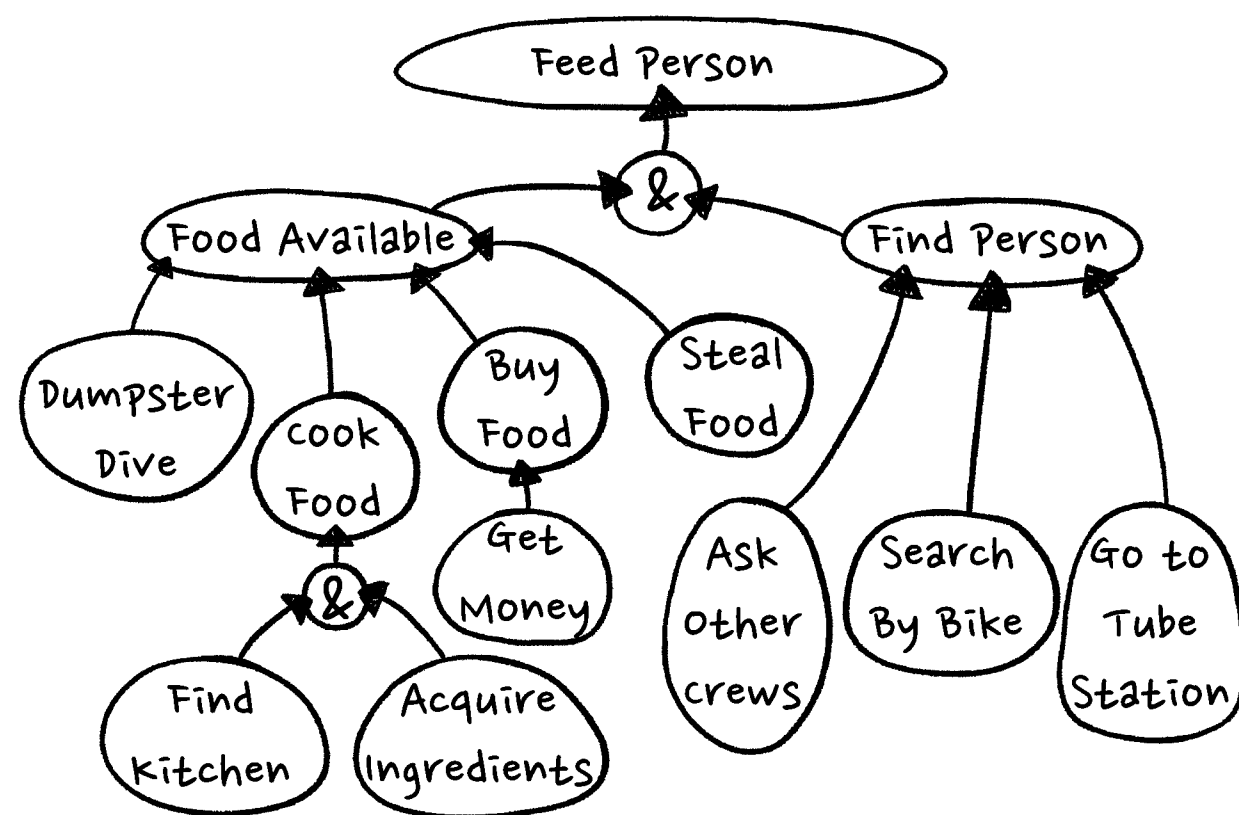 Feed Person
&
Food Available
Find Person
Dumpster
Dive
cook
Food
Buy
Food
Steal
Food
&
Get
Money
Find
Kitchen
Acquire
Ingredients
Ask
Other
crews
Search
By Bike
Go to
Tube
Station